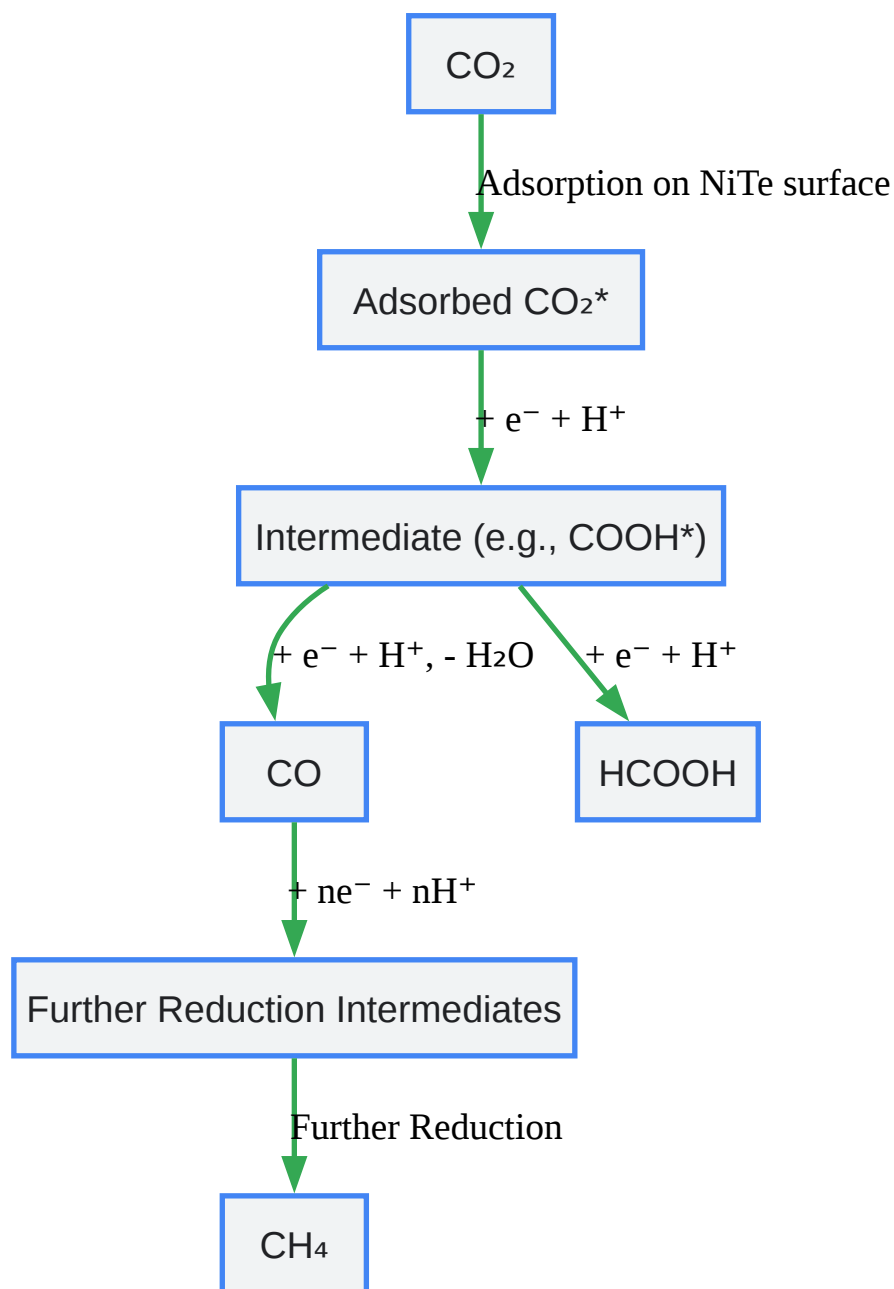 CO₂
Adsorption on NiTe surface
Adsorbed CO₂*
+ e⁻ + H⁺
Intermediate (e.g., COOH*)
+ e⁻ + H⁺, - H₂O
+ e⁻ + H⁺
CO
HCOOH
+ ne⁻ + nH⁺
Further Reduction Intermediates
Further Reduction
CH₄